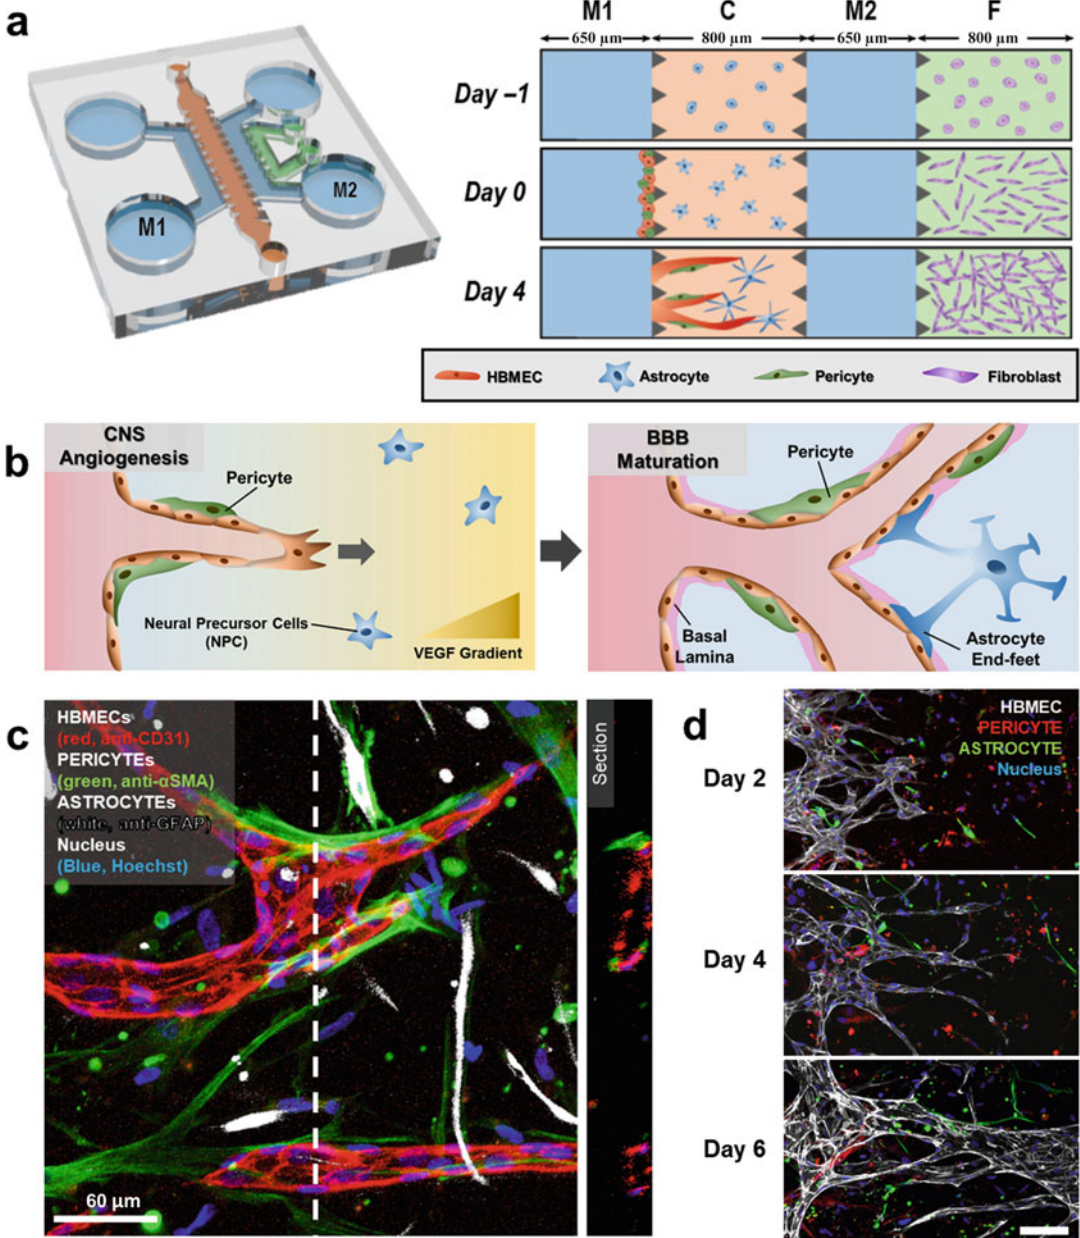 a
M1
M2
M1
C
M2
F
650 µm
800 µm
650 µm
800 µm
Day –1
Day 0
Day 4
HBMEC
Astrocyte
Pericyte
Fibroblast
b
CNS
Angiogenesis
Pericyte
Neural Precursor Cells
(NPC)
VEGF Gradient
BBB
Maturation
Pericyte
Basal
Lamina
Astrocyte
End-feet
c
HBMECs
(red, anti-CD31)
PERICYTEs
(green, anti-αSMA)
ASTROCYTEs
(white, anti-GFAP)
Nucleus
(Blue, Hoechst)
60 µm
Section
d
HBMEC
PERICYTE
ASTROCYTE
Nucleus
Day 2
Day 4
Day 6